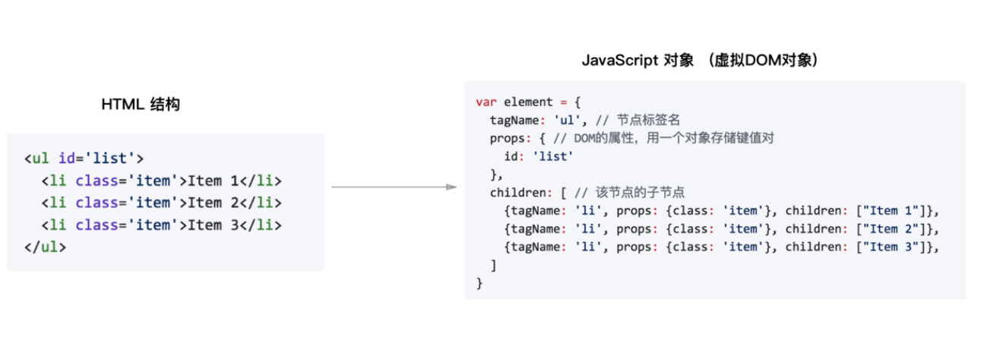 HTML 结构
<ul id='list'>
  <li class='item'>Item 1</li>
  <li class='item'>Item 2</li>
  <li class='item'>Item 3</li>
</ul>
JavaScript 对象 （虚拟DOM对象）
var element = {
  tagName: 'ul', // 节点标签名
  props: { // DOM的属性，用一个对象存储键值对
    id: 'list'
  },
  children: [ // 该节点的子节点
    {tagName: 'li', props: {class: 'item'}, children: ["Item 1"]},
    {tagName: 'li', props: {class: 'item'}, children: ["Item 2"]},
    {tagName: 'li', props: {class: 'item'}, children: ["Item 3"]},
  ]
}